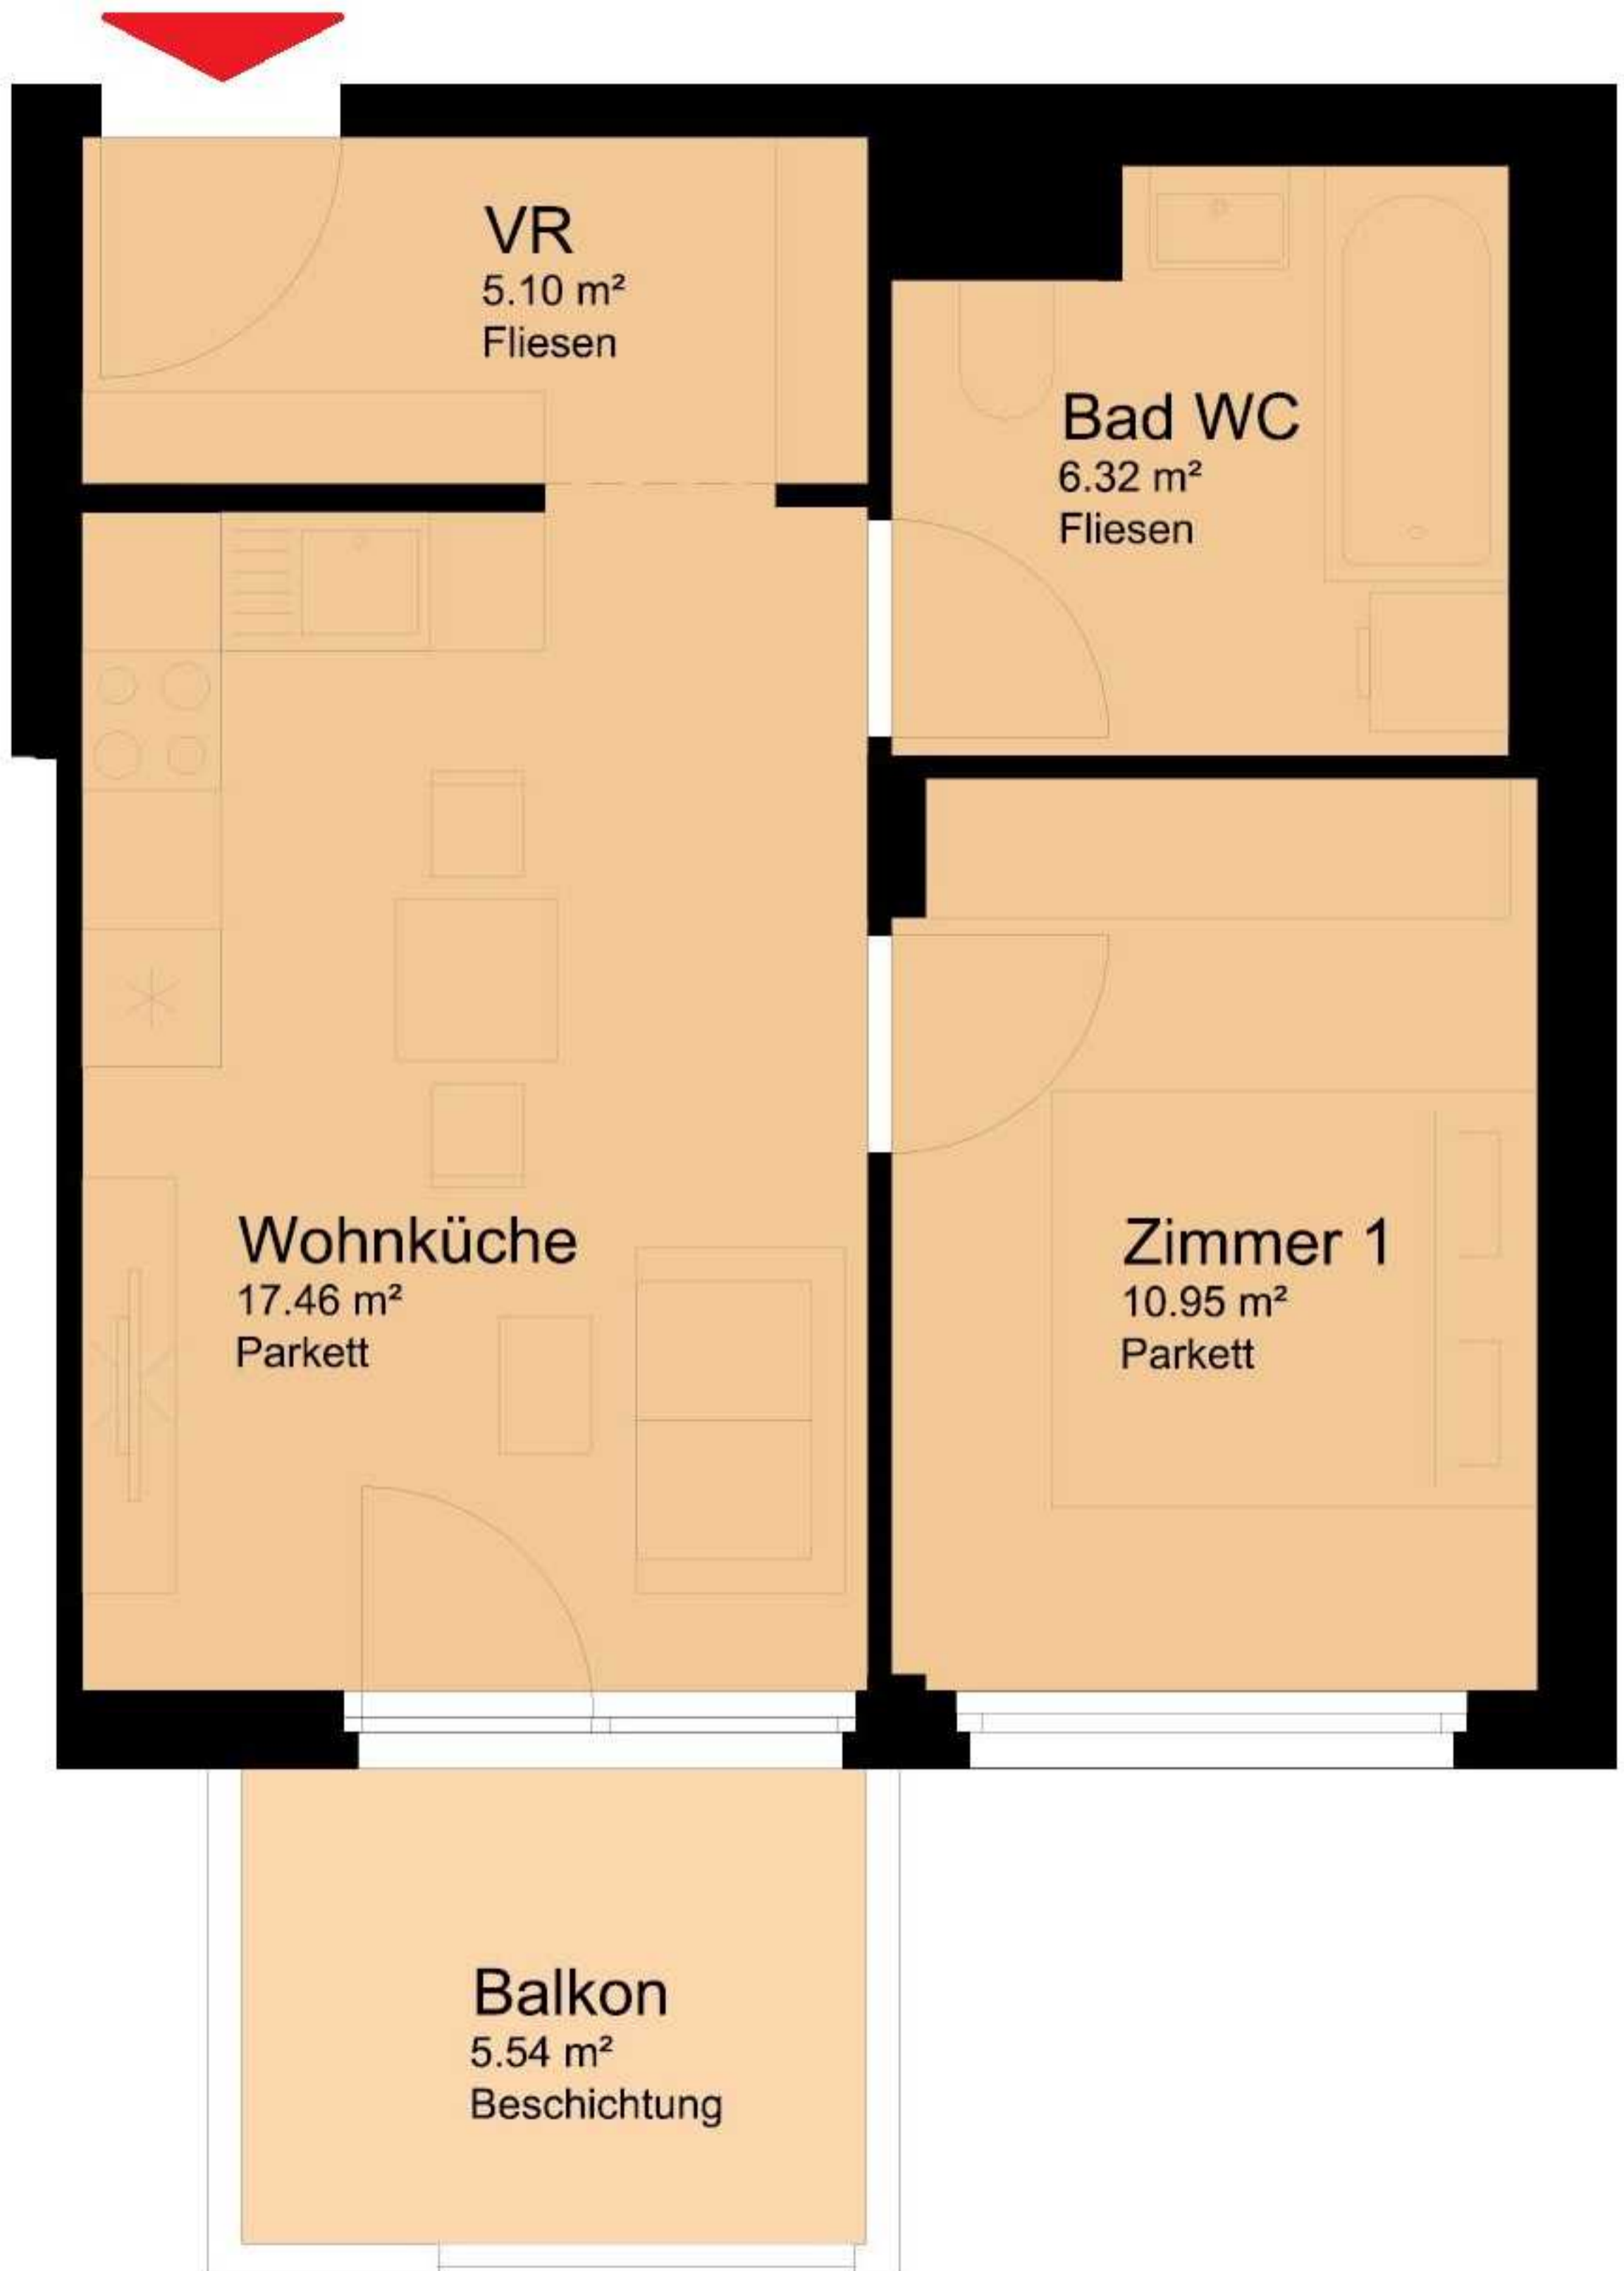 VR
5.10 m²
Fliesen
Bad WC
6.32 m²
Fliesen
Wohnküche
17.46 m²
Parkett
Zimmer 1
10.95 m²
Parkett
Balkon
5.54 m²
Beschichtung